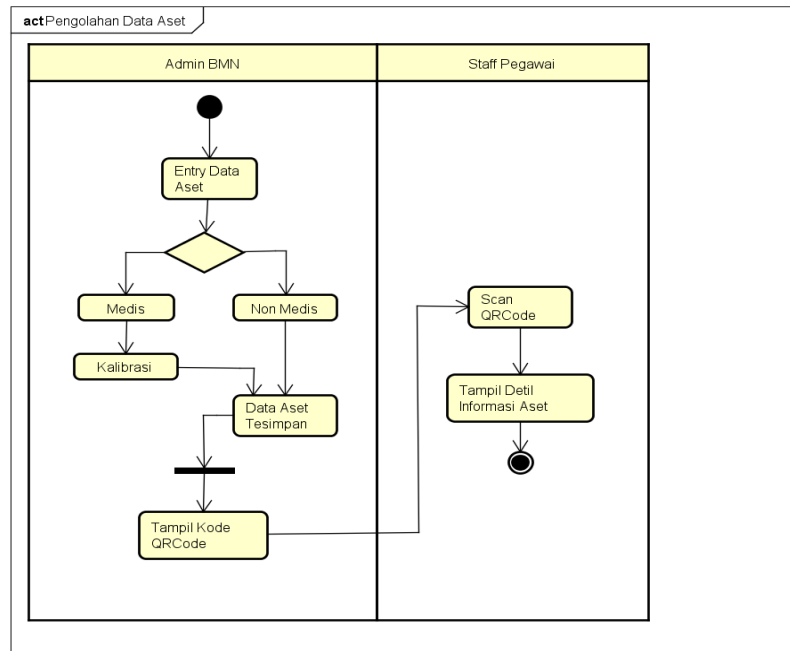 act Pengolahan Data Aset
Admin BMN
Staff Pegawai
Entry Data
Aset
Medis
Non Medis
Kalibrasi
Data Aset
Tesimpan
Tampil Kode
QRCode
Scan
QRCode
Tampil Detil
Informasi Aset